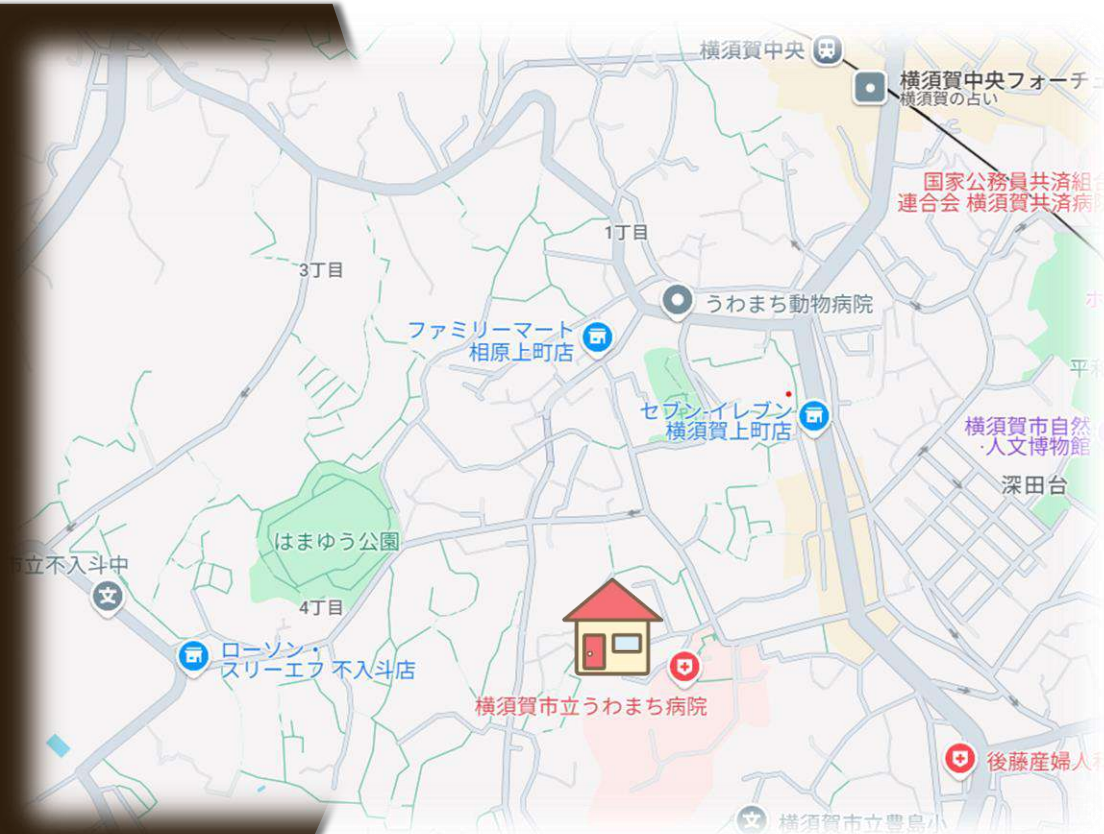 横須賀中央
横須賀中央フォーチュ
横須賀の占い
国家公務員共済組合
連合会 横須賀共済病院
1丁目
3丁目
うわまち動物病院
ファミリーマート
相原上町店
セブン-イレブン
横須賀上町店
横須賀市自然
・人文博物館
深田台
はまゆう公園
市立不入斗中
4丁目
ローソン・
スリーエフ 不入斗店
横須賀市立うわまち病院
後藤産婦人科
横須賀市立豊島小